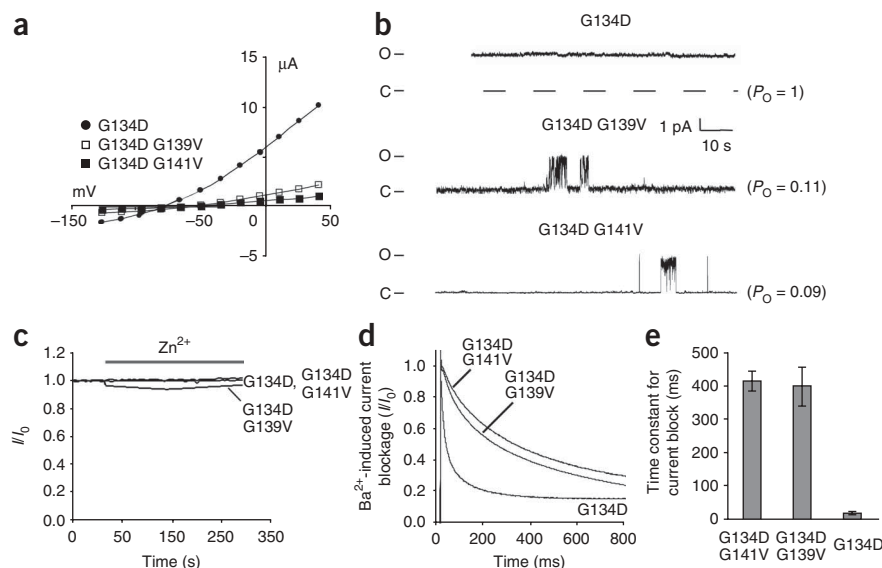 a
μA
15
10
5
−5
mV
−150
−100
−50
0
50
G134D
G134D G139V
G134D G141V
b
G134D
O
C
(PO = 1)
1 pA
10 s
G134D G139V
O
C
(PO = 0.11)
G134D G141V
O
C
(PO = 0.09)
c
Zn2+
I/I0
1.2
1.0
0.8
0.6
0.4
0.2
0
0
50
150
250
350
Time (s)
G134D,
G134D
G141V
G134D
G139V
d
Ba2+-induced current
blockage (I/I0)
1.0
0.8
0.6
0.4
0.2
0
0
200
400
600
800
Time (ms)
G134D
G141V
G134D
G139V
G134D
e
Time constant for
current block (ms)
500
400
300
200
100
0
G134D
G141V
G134D
G139V
G134D